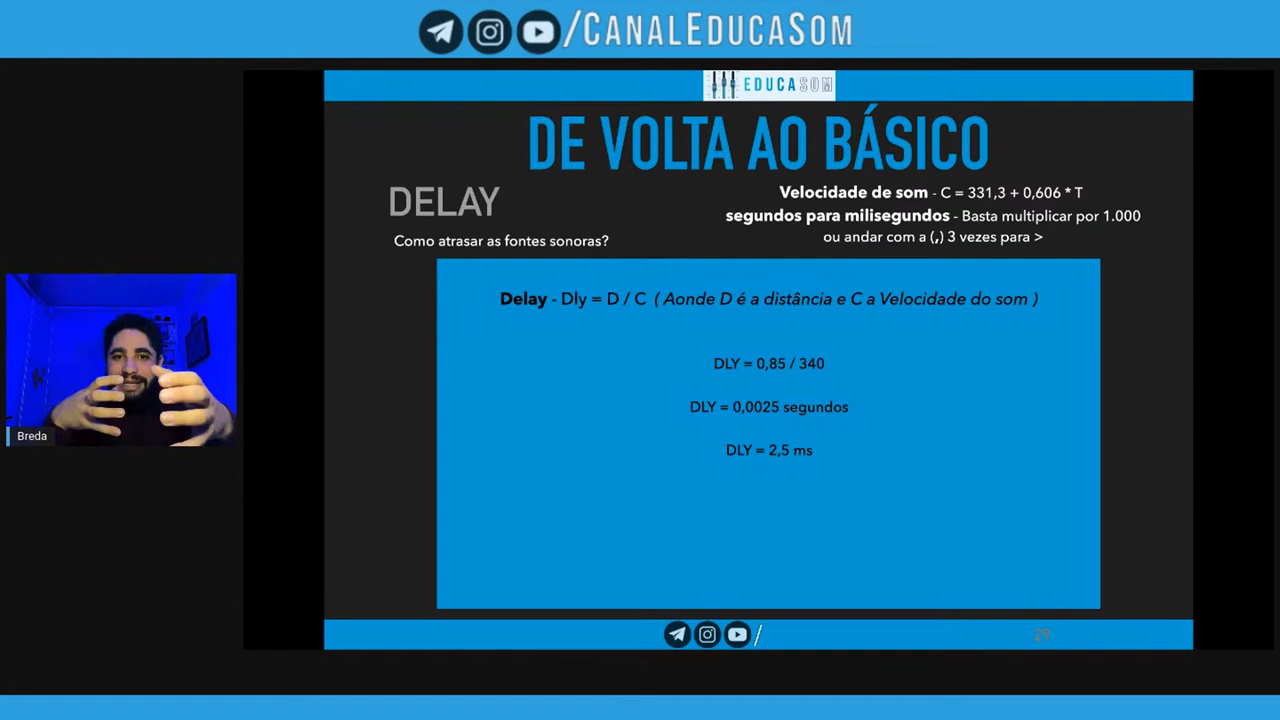 /CANALEDUCASOM
EDUCASOM
DE VOLTA AO BÁSICO
DELAY
Como atrasar as fontes sonoras?
Velocidade de som - C = 331,3 + 0,606 * T
segundos para milisegundos - Basta multiplicar por 1.000
ou andar com a (,) 3 vezes para >
Delay - Dly = D / C ( Aonde D é a distância e C a Velocidade do som )
DLY = 0,85 / 340
DLY = 0,0025 segundos
DLY = 2,5 ms
Breda
/
29